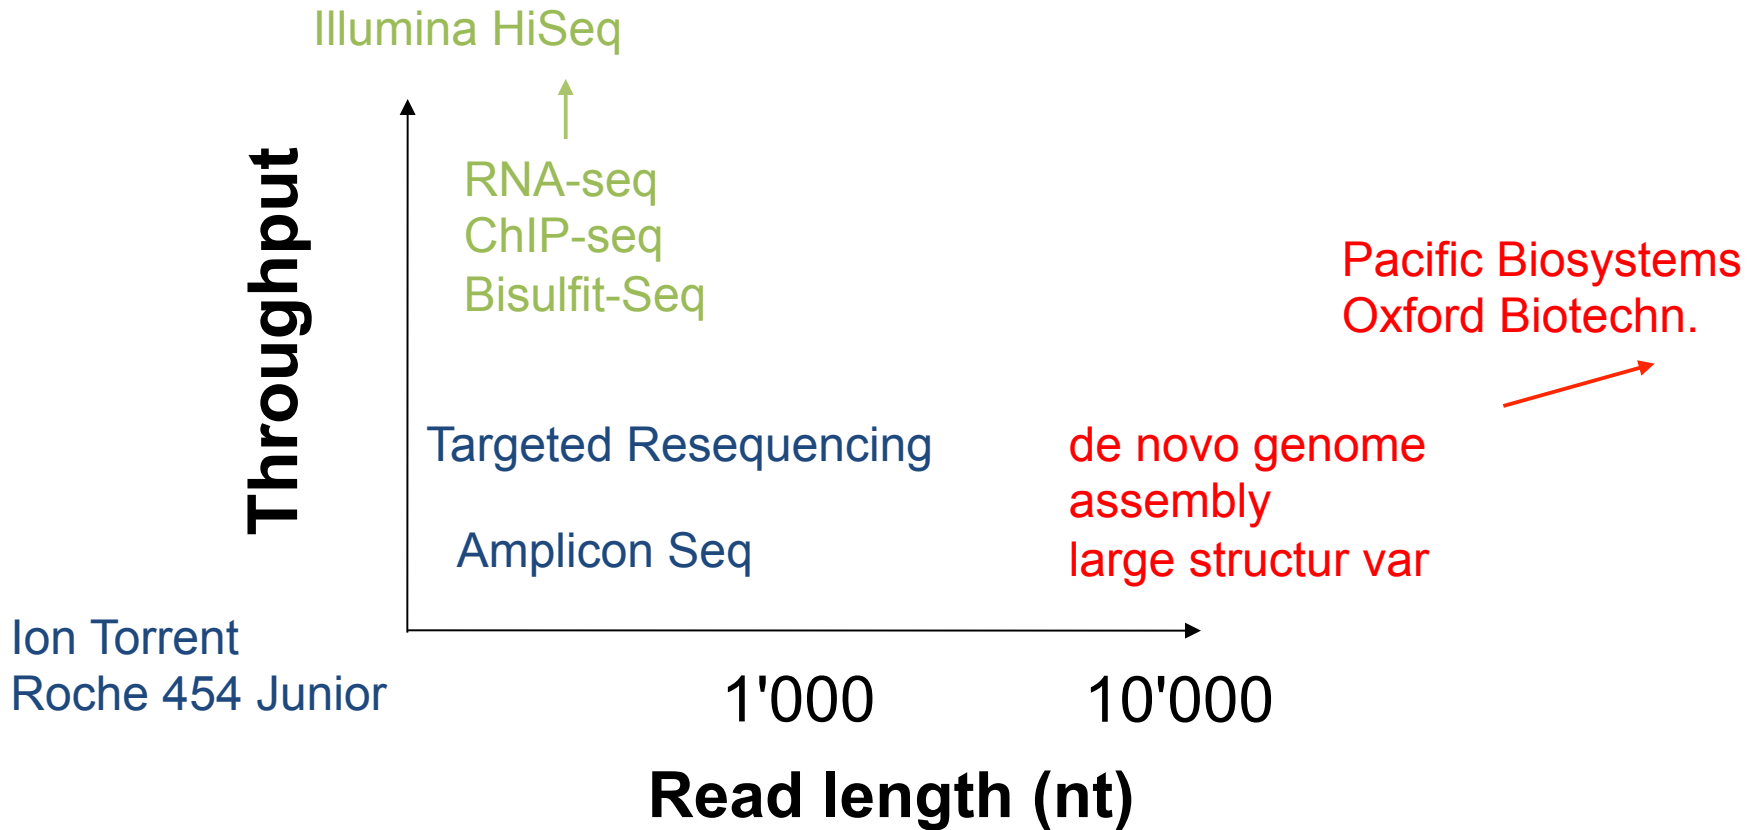 Illumina HiSeq
Throughput
RNA-seq
ChIP-seq
Bisulfit-Seq
Pacific Biosystems
Oxford Biotechn.
Targeted Resequencing
Amplicon Seq
de novo genome
assembly
large structur var
Ion Torrent
Roche 454 Junior
1'000
10'000
Read length (nt)